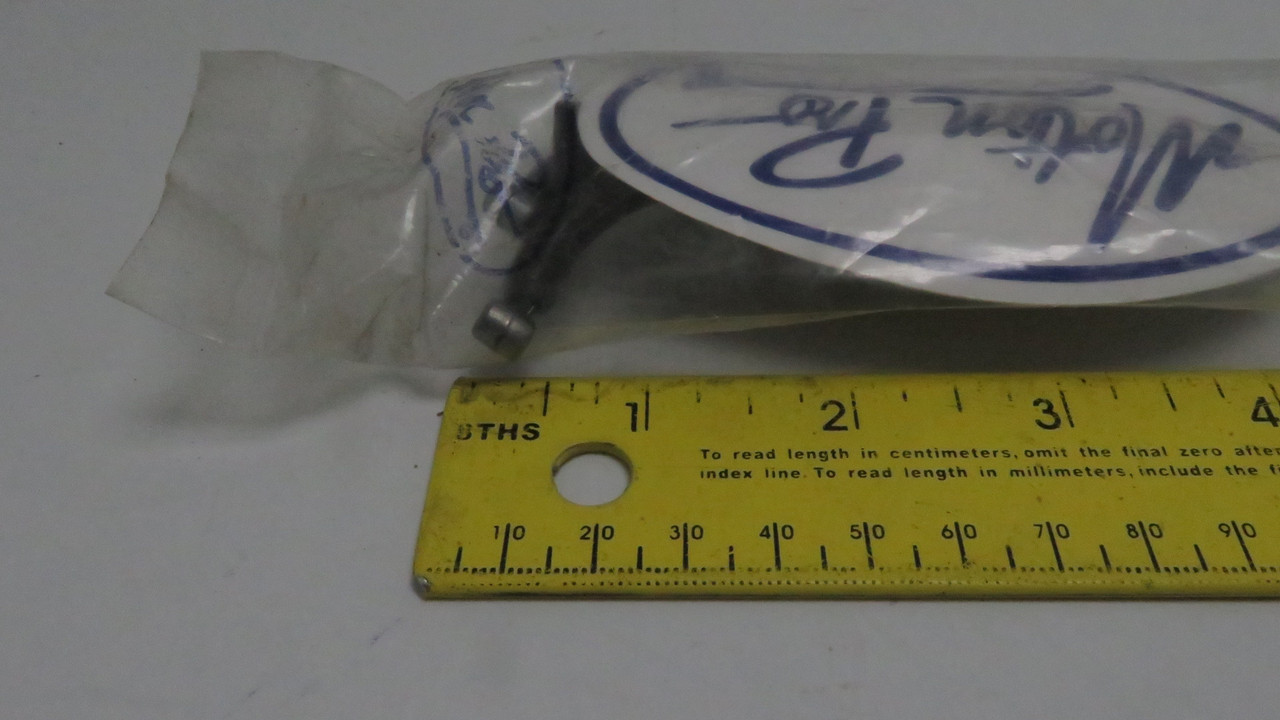 Motion Pro
1 2 3 4
8THS
To read length in centimeters, omit the final zero after
index line. To read length in millimeters, include the
10 20 30 40 50 60 70 80 90